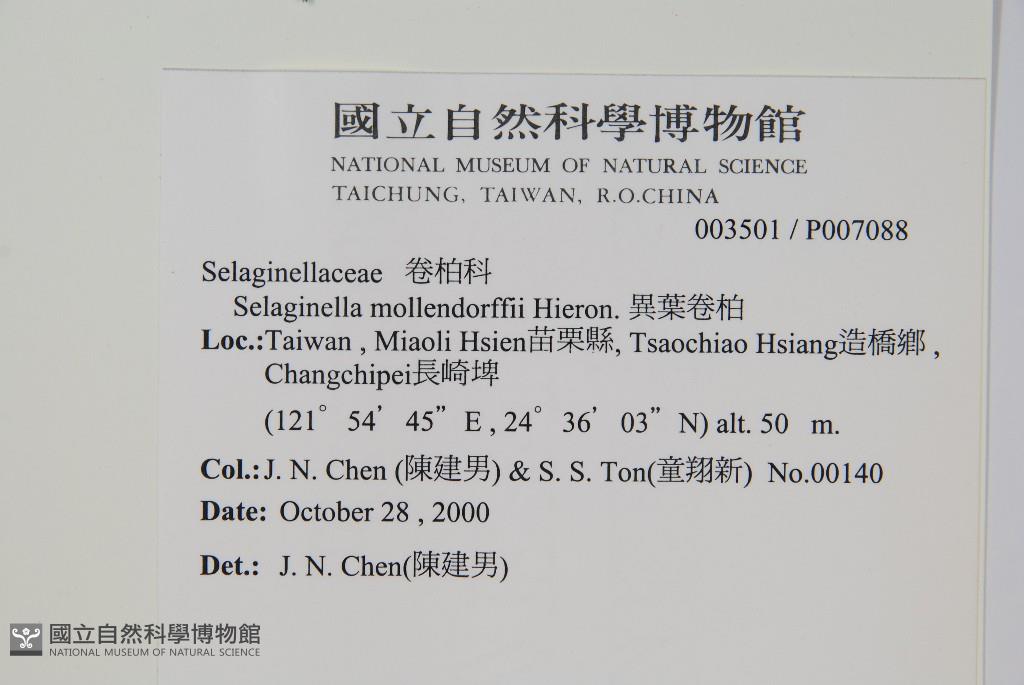 國立自然科學博物館
NATIONAL MUSEUM OF NATURAL SCIENCE
TAICHUNG, TAIWAN, R.O.CHINA
003501 / P007088
Selaginellaceae 卷柏科
Selaginella mollendorffii Hieron. 異葉卷柏
Loc.:Taiwan , Miaoli Hsien苗栗縣, Tsaochiao Hsiang造橋鄉 ,
Changchipei長崎埤
(121° 54’ 45” E , 24° 36’ 03” N) alt. 50 m.
Col.: J. N. Chen (陳建男) & S. S. Ton(童翔新) No.00140
Date: October 28 , 2000
Det.: J. N. Chen(陳建男)
國立自然科學博物館
NATIONAL MUSEUM OF NATURAL SCIENCE